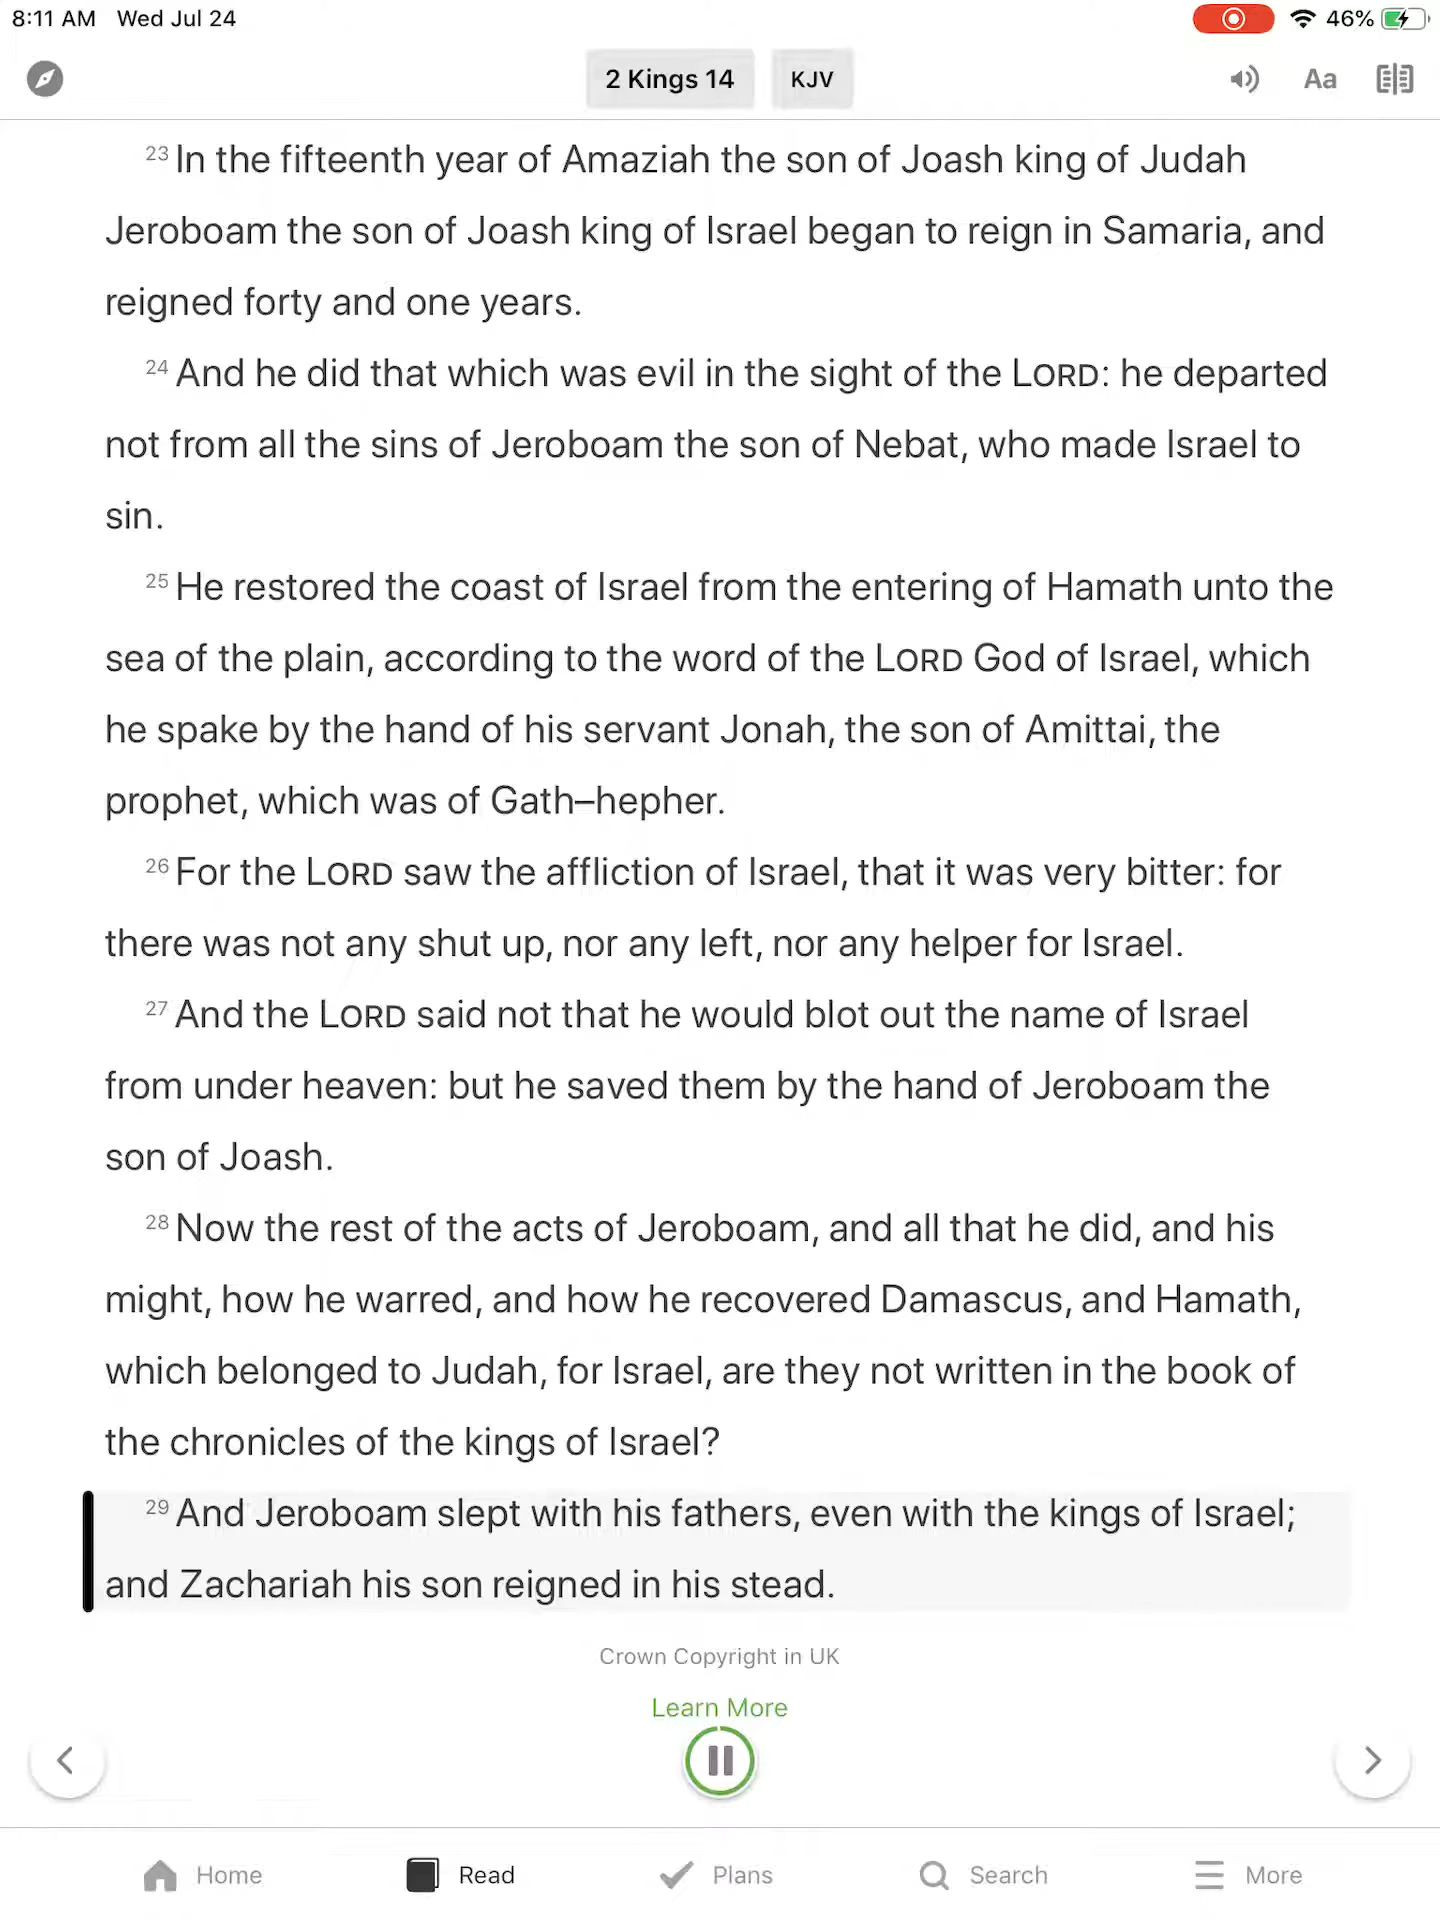 8:11 AM Wed Jul 24 46%
2 Kings 14 KJV Aa
23 In the fifteenth year of Amaziah the son of Joash king of Judah
Jeroboam the son of Joash king of Israel began to reign in Samaria, and
reigned forty and one years.
24 And he did that which was evil in the sight of the LORD: he departed
not from all the sins of Jeroboam the son of Nebat, who made Israel to
sin.
25 He restored the coast of Israel from the entering of Hamath unto the
sea of the plain, according to the word of the LORD God of Israel, which
he spake by the hand of his servant Jonah, the son of Amittai, the
prophet, which was of Gath–hepher.
26 For the LORD saw the affliction of Israel, that it was very bitter: for
there was not any shut up, nor any left, nor any helper for Israel.
27 And the LORD said not that he would blot out the name of Israel
from under heaven: but he saved them by the hand of Jeroboam the
son of Joash.
28 Now the rest of the acts of Jeroboam, and all that he did, and his
might, how he warred, and how he recovered Damascus, and Hamath,
which belonged to Judah, for Israel, are they not written in the book of
the chronicles of the kings of Israel?
29 And Jeroboam slept with his fathers, even with the kings of Israel;
and Zachariah his son reigned in his stead.
Crown Copyright in UK
Learn More
Home Read Plans Search More